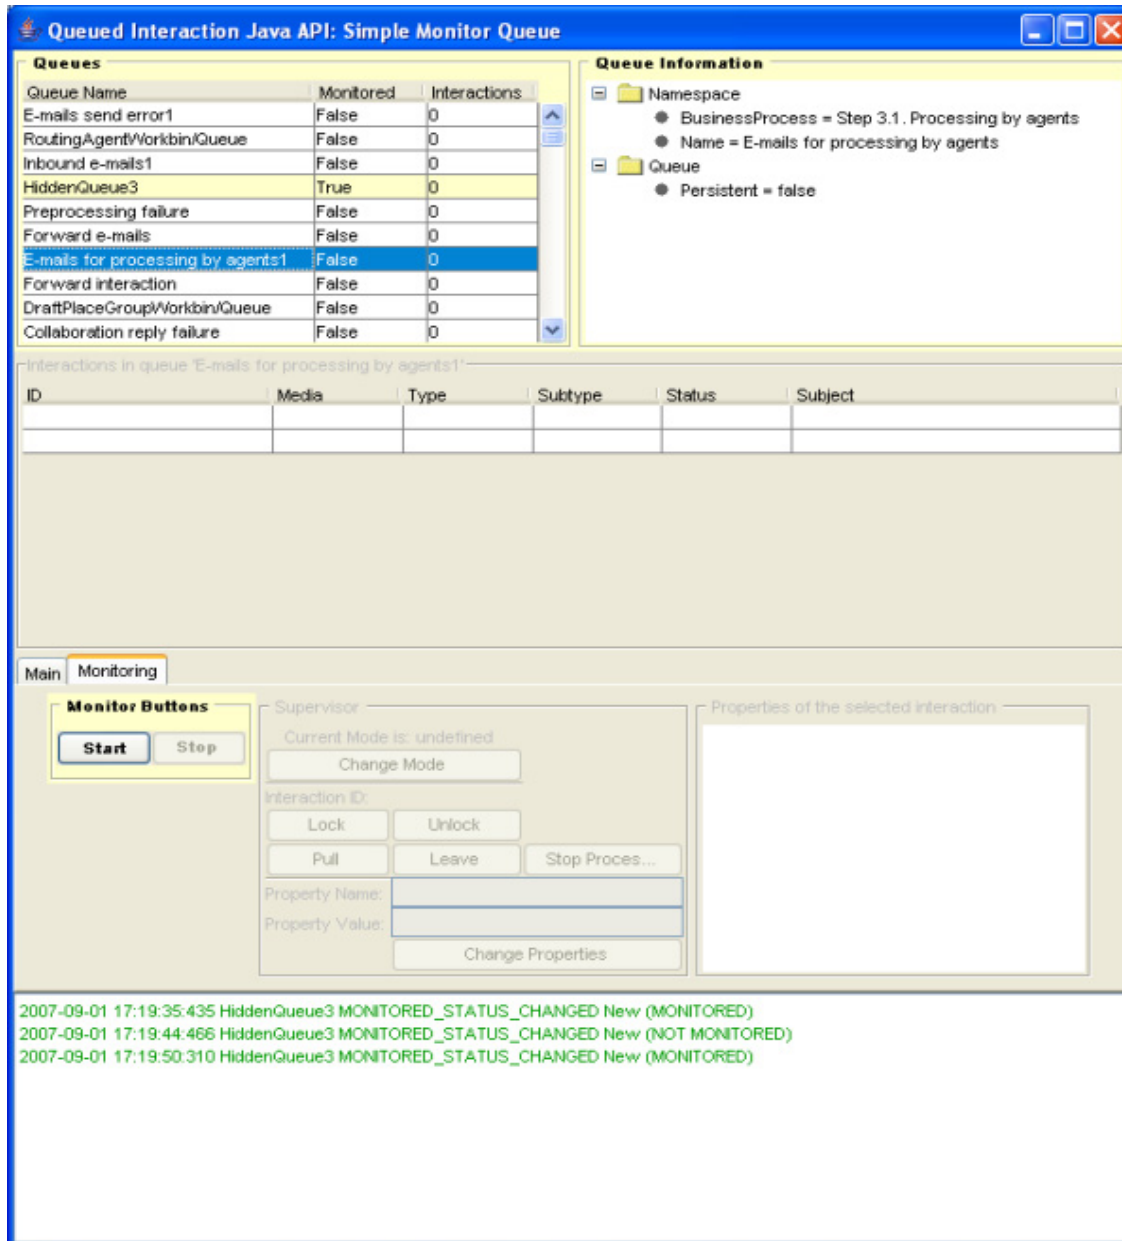 Queued Interaction Java API: Simple Monitor Queue
Queues
Queue Name Monitored Interactions
E-mails send error1 False 0
RoutingAgentWorkbin/Queue False 0
Inbound e-mails1 False 0
HiddenQueue3 True 0
Preprocessing failure False 0
Forward e-mails False 0
E-mails for processing by agents1 False 0
Forward interaction False 0
DraftPlaceGroupWorkbin/Queue False 0
Collaboration reply failure False 0
Queue Information
Namespace
BusinessProcess = Step 3.1. Processing by agents
Name = E-mails for processing by agents
Queue
Persistent = false
Interactions in queue 'E-mails for processing by agents1'
ID Media Type Subtype Status Subject
Main Monitoring
Monitor Buttons
Start Stop
Supervisor
Current Mode is: undefined
Change Mode
Interaction ID:
Lock Unlock
Pull Leave Stop Proces...
Property Name:
Property Value:
Change Properties
Properties of the selected interaction
2007-09-01 17:19:35:435 HiddenQueue3 MONITORED_STATUS_CHANGED New (MONITORED)
2007-09-01 17:19:44:466 HiddenQueue3 MONITORED_STATUS_CHANGED New (NOT MONITORED)
2007-09-01 17:19:50:310 HiddenQueue3 MONITORED_STATUS_CHANGED New (MONITORED)